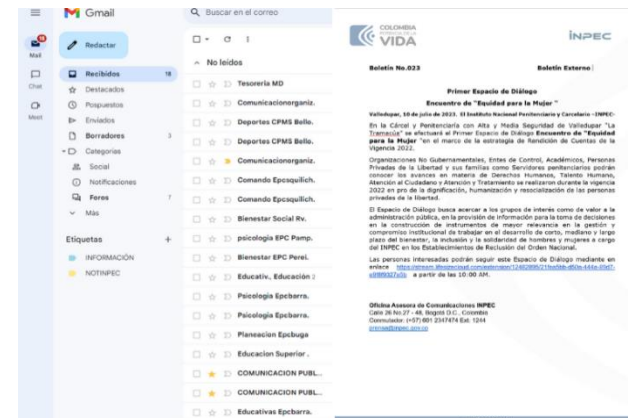 Gmail
Buscar en el correo
Mail
Chat
Meet
Redactar
Recibidos 18
Destacados
Pospuestos
Enviados
Borradores 3
Categorías
Social
Notificaciones
Foros 7
Más
Etiquetas +
INFORMACIÓN
NOTINPEC
No leídos
Tesoreria MD
Comunicacionorganiz.
Deportes CPMS Bello.
Deportes CPMS Bello.
Comunicacionorganiz.
Comando Epcsquilich.
Comando Epcsquilich.
Bienestar Social Rv.
psicologia EPC Pamp.
Bienestar EPC Perei.
Educativ., Educación 2
Psicologia Epcbarra.
Psicologia Epcbarra.
Planeacion Epcbuga
Educacion Superior .
COMUNICACION PUBL...
COMUNICACION PUBL...
Educativas Epcbarra.
COLOMBIA
VIDA
INPEC
Boletín No.023 Boletín Externo
Primer Espacio de Diálogo
Encuentro de "Equidad para la Mujer "
Valledupar, 10 de julio de 2023. El Instituto Nacional Penitenciario y Carcelario -INPEC-
En la Cárcel y Penitenciaría con Alta y Media Seguridad de Valledupar "La
Tramacúa" se efectuará el Primer Espacio de Diálogo Encuentro de "Equidad
para la Mujer "en el marco de la estrategia de Rendición de Cuentas de la
Vigencia 2022.
Organizaciones No Gubernamentales, Entes de Control, Académicos, Personas
Privadas de la Libertad y sus familias como Servidores penitenciarios podrán
conocer los avances en materia de Derechos Humanos, Talento Humano,
Atención al Ciudadano y Atención y Tratamiento se realizaron durante la vigencia
2022 en pro de la dignificación, humanización y resocialización de las personas
privadas de la libertad.
El Espacio de Diálogo busca acercar a los grupos de interés como de valor a la
administración pública, en la provisión de información para la toma de decisiones
en la construcción de instrumentos de mayor relevancia en la gestión y
compromiso institucional de trabajar en el desarrollo de corto, mediano y largo
plazo del bienestar, la inclusión y la solidaridad de hombres y mujeres a cargo
del INPEC en los Establecimientos de Reclusión del Orden Nacional.
Las personas interesadas podrán seguir este Espacio de Diálogo mediante en
enlace a partir de las 10:00 AM.
Oficina Asesora de Comunicaciones INPEC
Calle 26 No.27 - 48, Bogotá D.C., Colombia
Conmutador: (+57) 601 2347474 Ext. 1244
prensa@inpec.gov.co